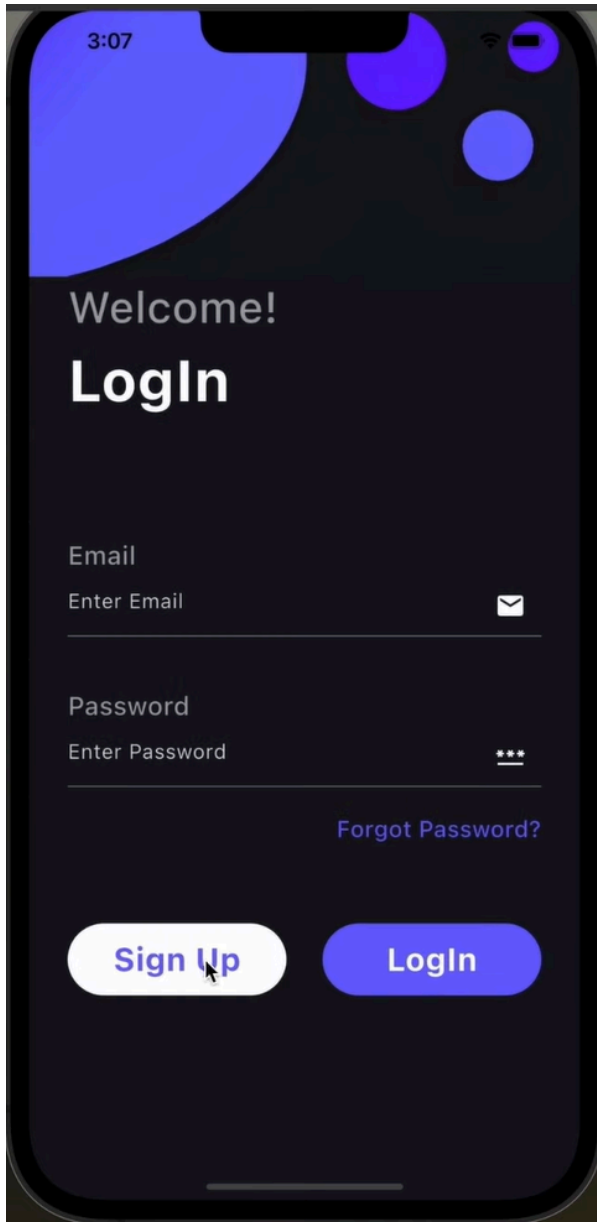 3:07
Welcome!
LogIn
Email
Enter Email
Password
Enter Password
***
Forgot Password?
Sign Up
LogIn